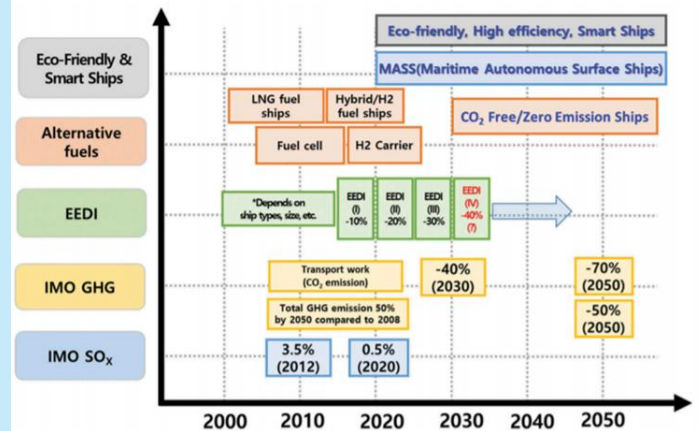 Eco-friendly, High efficiency, Smart Ships
Eco-Friendly &
Smart Ships
MASS(Maritime Autonomous Surface Ships)
LNG fuel
ships
Hybrid/H2
fuel ships
CO₂ Free/Zero Emission Ships
Alternative
fuels
Fuel cell
H2 Carrier
EEDI
*Depends on
ship types, size, etc.
EEDI
(I)
-10%
EEDI
(II)
-20%
EEDI
(III)
-30%
EEDI
(IV)
-40%
(?)
IMO GHG
Transport work
(CO₂ emission)
-40%
(2030)
-70%
(2050)
Total GHG emission 50%
by 2050 compared to 2008
-50%
(2050)
IMO SOₓ
3.5%
(2012)
0.5%
(2020)
2000 2010 2020 2030 2040 2050